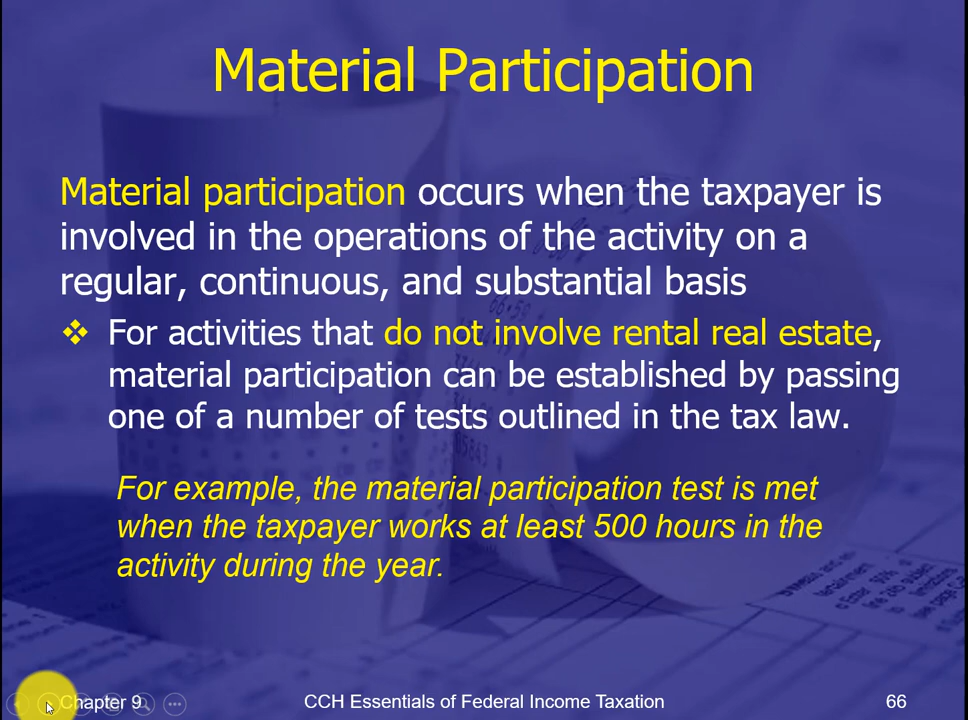 Material Participation
Material participation occurs when the taxpayer is
involved in the operations of the activity on a
regular, continuous, and substantial basis
❖ For activities that do not involve rental real estate,
material participation can be established by passing
one of a number of tests outlined in the tax law.
For example, the material participation test is met
when the taxpayer works at least 500 hours in the
activity during the year.
Chapter 9
CCH Essentials of Federal Income Taxation
66